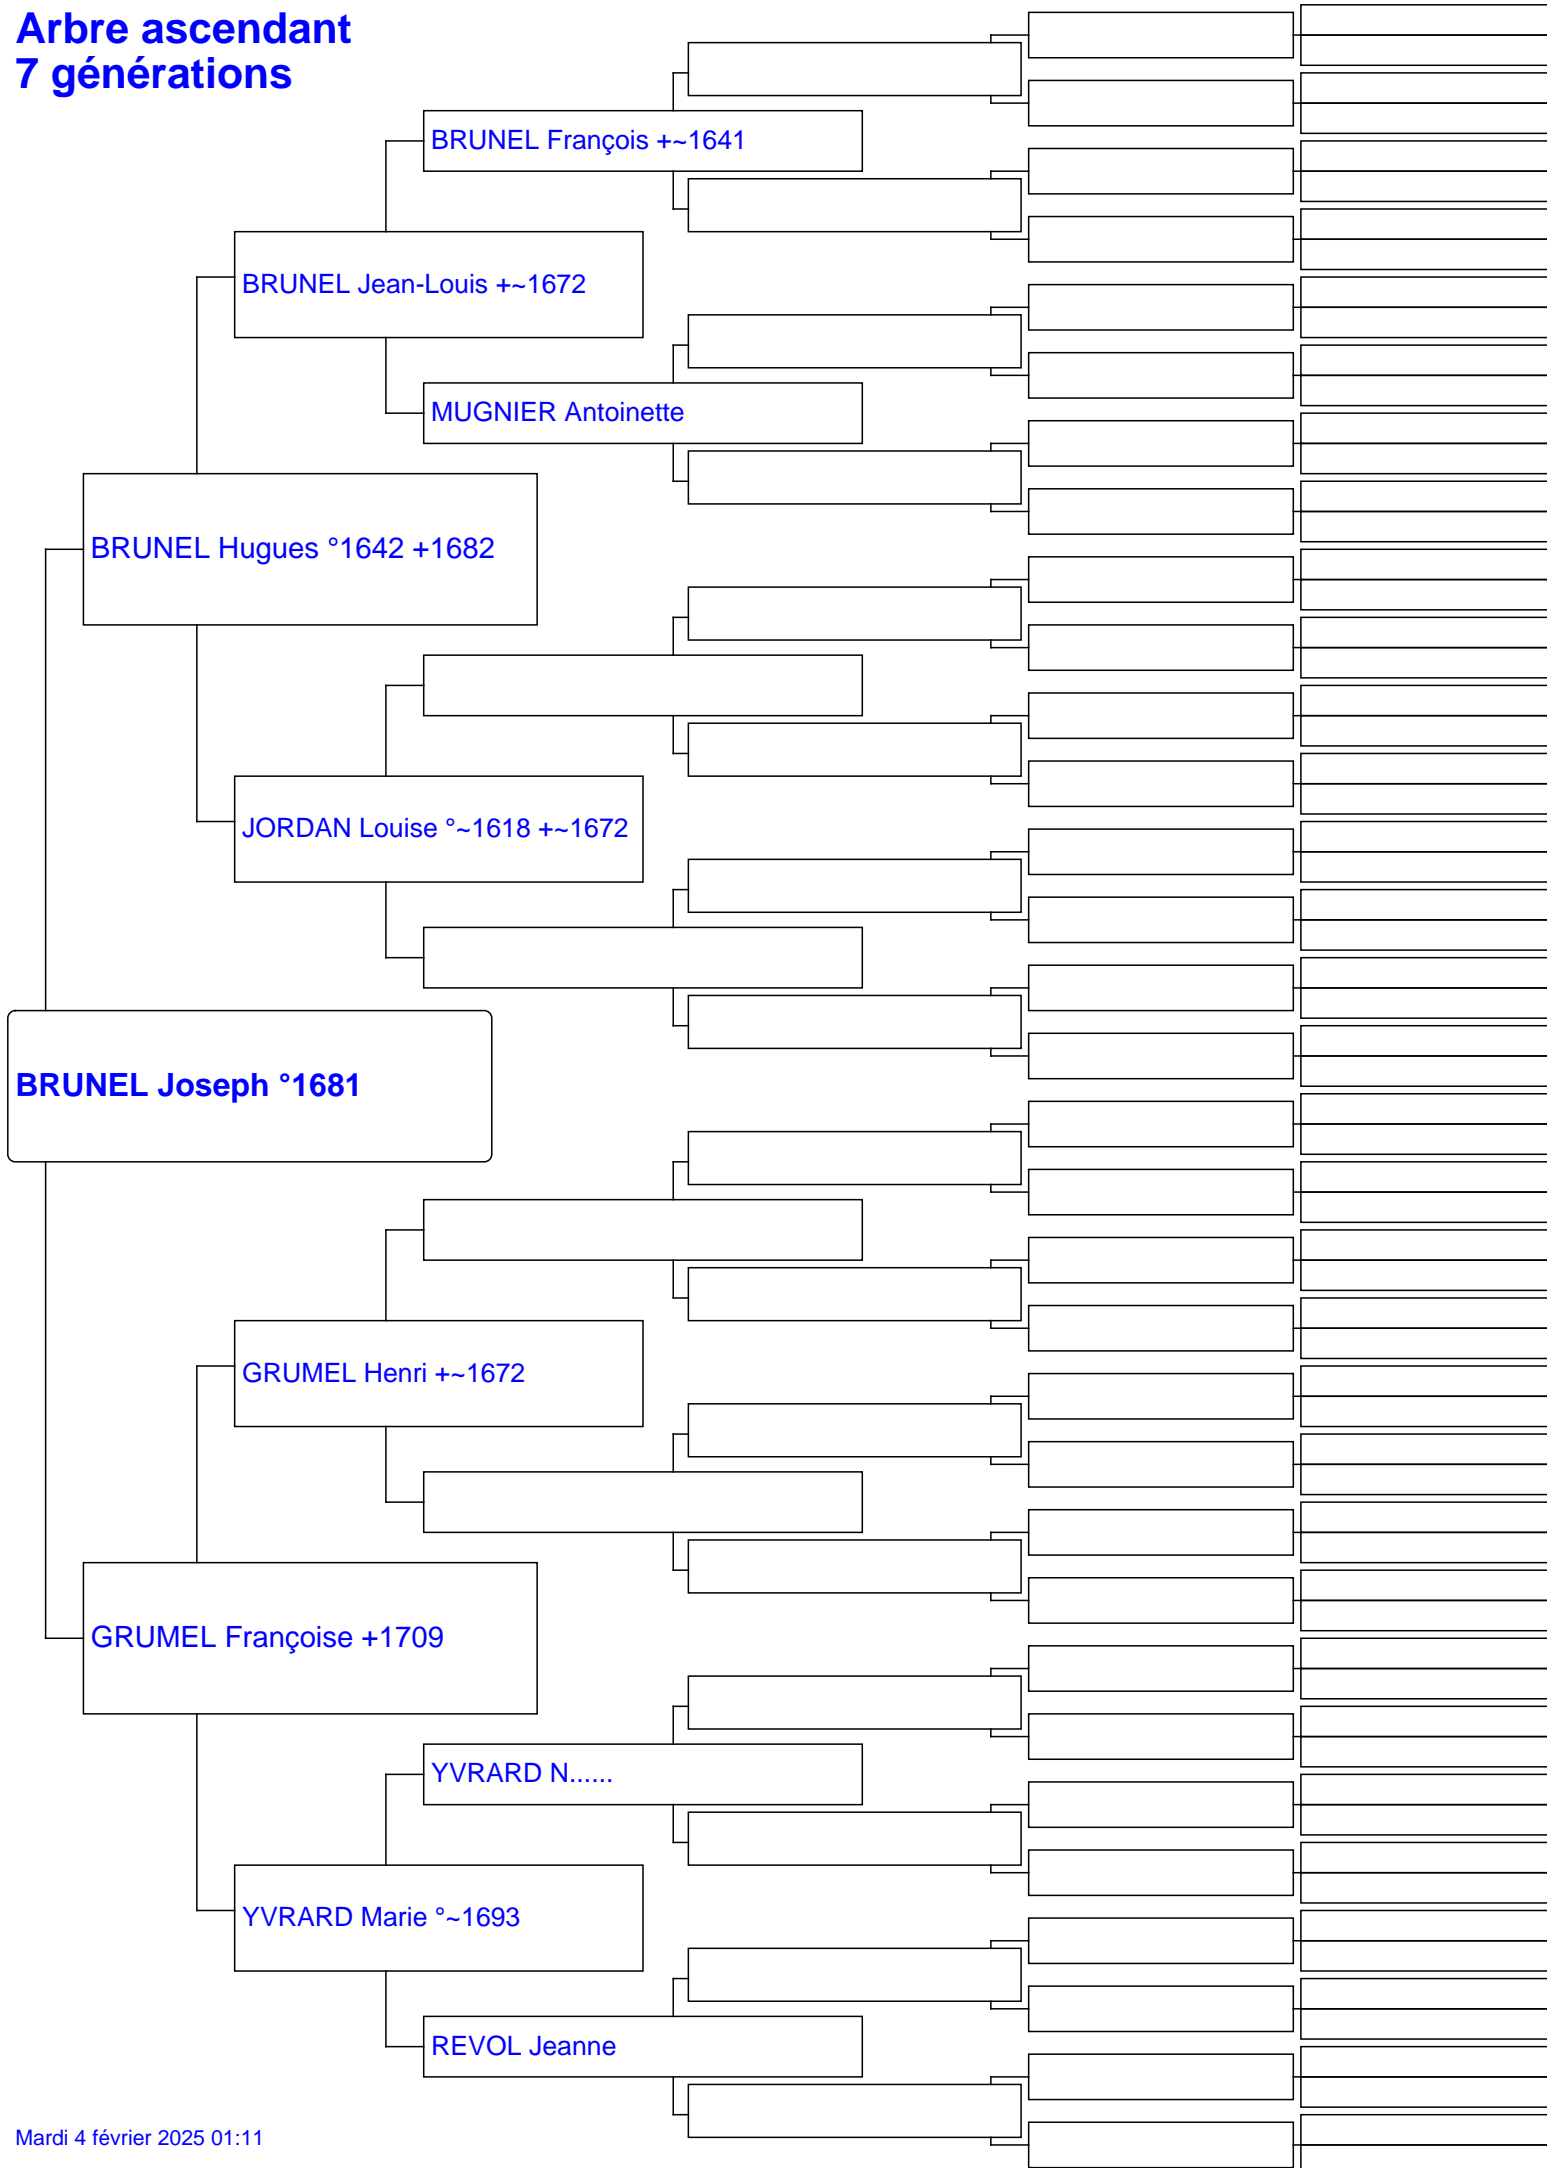 Arbre ascendant
7 générations
BRUNEL François +~1641
BRUNEL Jean-Louis +~1672
MUGNIER Antoinette
BRUNEL Hugues °1642 +1682
JORDAN Louise °~1618 +~1672
BRUNEL Joseph °1681
GRUMEL Henri +~1672
GRUMEL Françoise +1709
YVRARD N......
YVRARD Marie °~1693
REVOL Jeanne
Mardi 4 février 2025 01:11